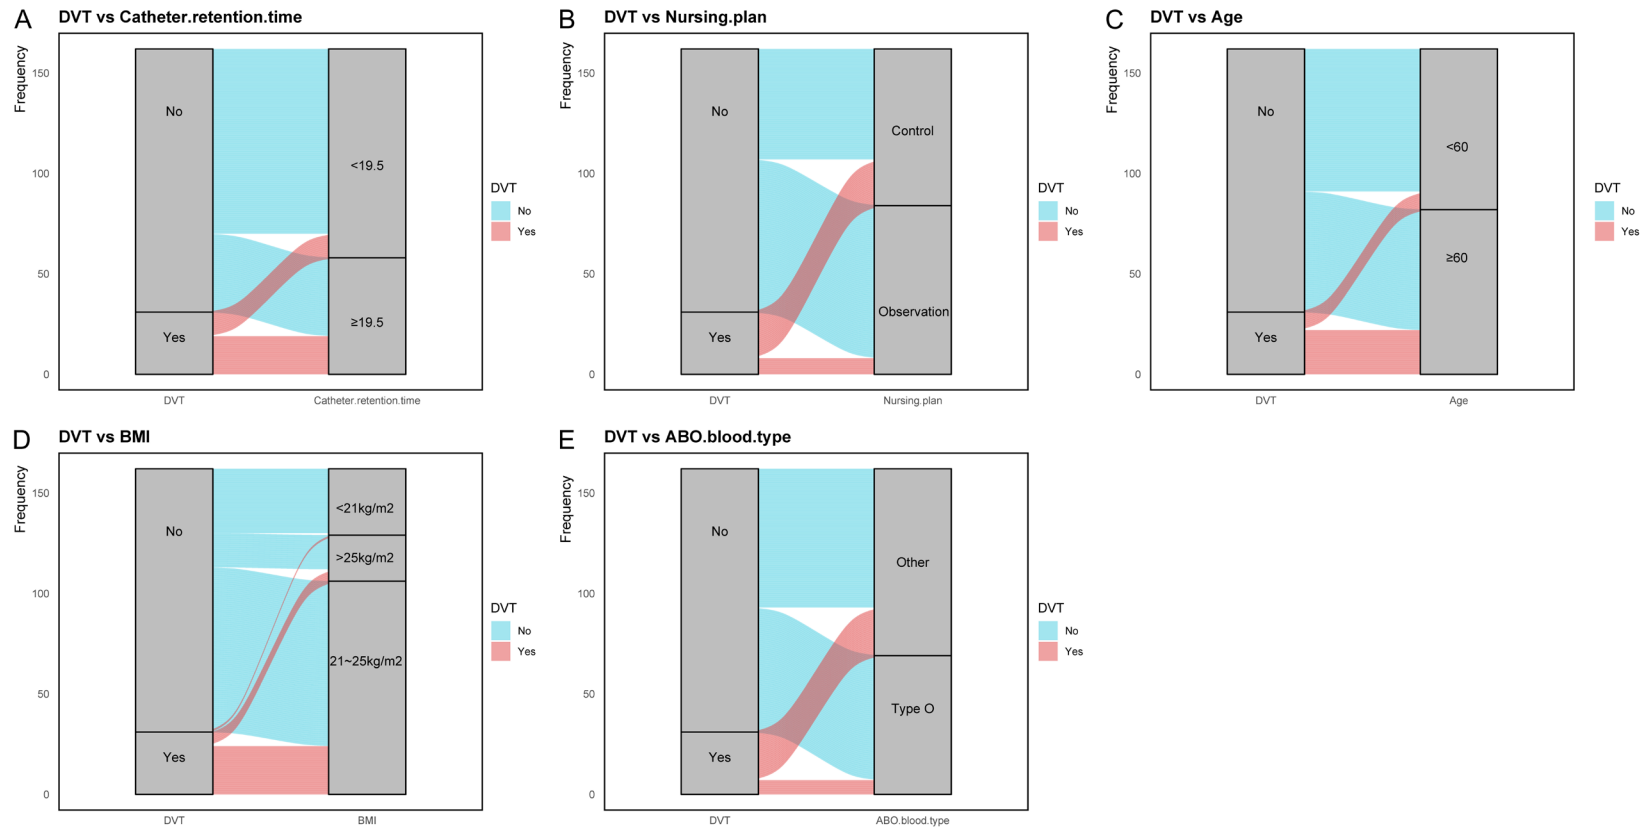 A DVT vs Catheter.retention.time
Frequency
150
100
50
0
No
Yes
<19.5
≥19.5
DVT
Catheter.retention.time
DVT
No
Yes
B DVT vs Nursing.plan
Frequency
150
100
50
0
No
Yes
Control
Observation
DVT
Nursing.plan
DVT
No
Yes
C DVT vs Age
Frequency
150
100
50
0
No
Yes
<60
≥60
DVT
Age
DVT
No
Yes
D DVT vs BMI
Frequency
150
100
50
0
No
Yes
<21kg/m2
>25kg/m2
21~25kg/m2
DVT
BMI
DVT
No
Yes
E DVT vs ABO.blood.type
Frequency
150
100
50
0
No
Yes
Other
Type O
DVT
ABO.blood.type
DVT
No
Yes